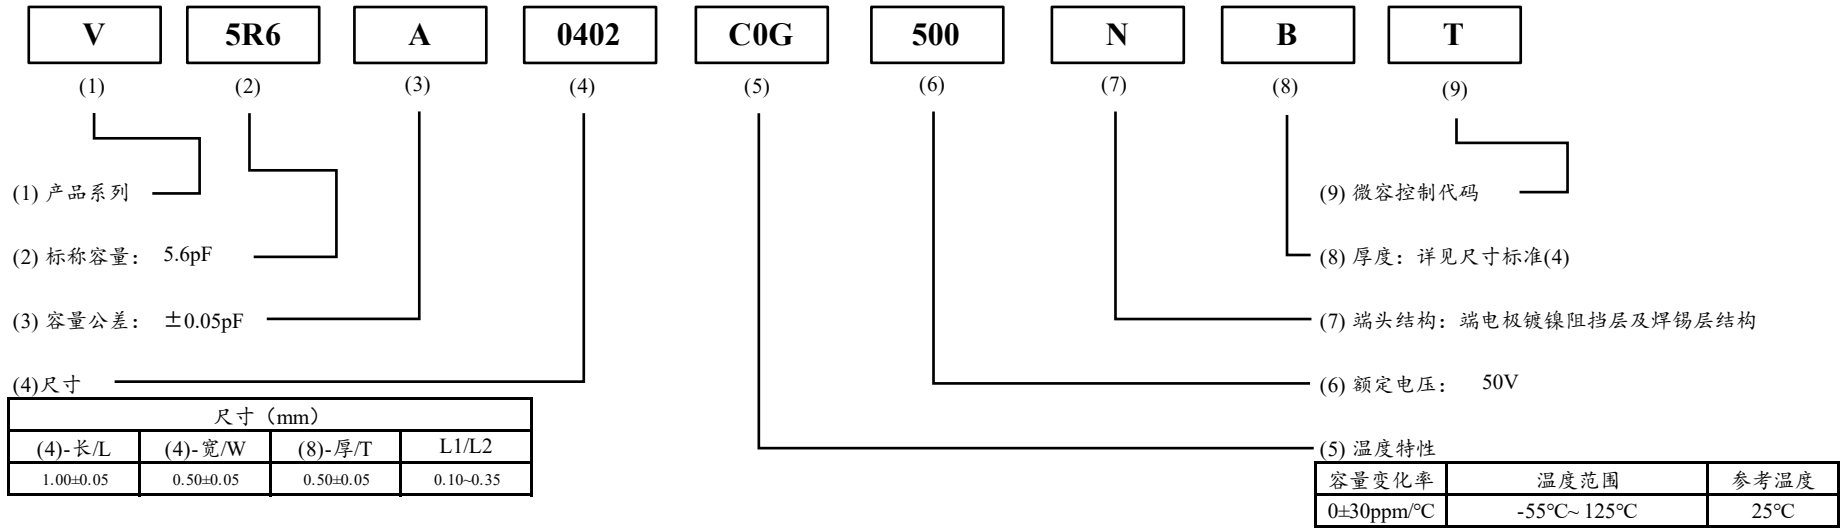 V 5R6 A 0402 C0G 500 N B T
(1) (2) (3) (4) (5) (6) (7) (8) (9)
(1) 产品系列
(9) 微容控制代码
(2) 标称容量： 5.6pF
(8) 厚度：详见尺寸标准(4)
(3) 容量公差： ±0.05pF
(7) 端头结构：端电极镀镍阻挡层及焊锡层结构
(4)尺寸
(6) 额定电压： 50V
尺寸（mm）
(4)-长/L (4)-宽/W (8)-厚/T L1/L2
1.00±0.05 0.50±0.05 0.50±0.05 0.10~0.35
(5) 温度特性
容量变化率 温度范围 参考温度
0±30ppm/°C -55°C~ 125°C 25°C